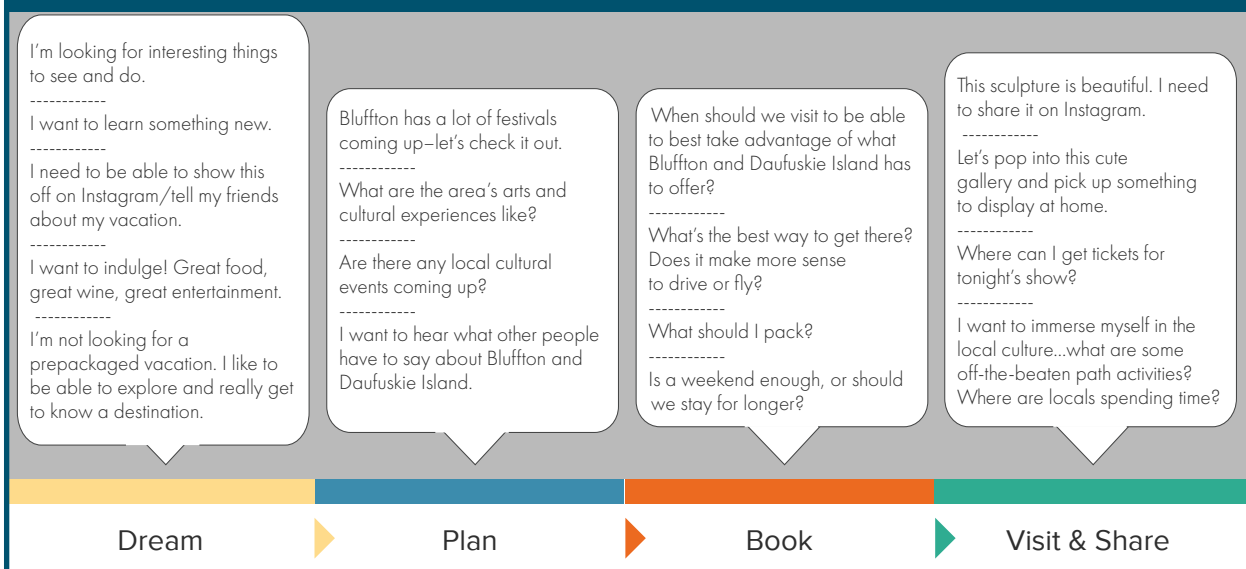 I'm looking for interesting things
to see and do.
------------
I want to learn something new.
------------
I need to be able to show this
off on Instagram/tell my friends
about my vacation.
------------
I want to indulge! Great food,
great wine, great entertainment.
------------
I'm not looking for a
prepackaged vacation. I like to
be able to explore and really get
to know a destination.
Bluffton has a lot of festivals
coming up–let's check it out.
------------
What are the area's arts and
cultural experiences like?
------------
Are there any local cultural
events coming up?
------------
I want to hear what other people
have to say about Bluffton and
Daufuskie Island.
When should we visit to be able
to best take advantage of what
Bluffton and Daufuskie Island has
to offer?
------------
What's the best way to get there?
Does it make more sense
to drive or fly?
------------
What should I pack?
------------
Is a weekend enough, or should
we stay for longer?
This sculpture is beautiful. I need
to share it on Instagram.
------------
Let's pop into this cute
gallery and pick up something
to display at home.
------------
Where can I get tickets for
tonight's show?
------------
I want to immerse myself in the
local culture...what are some
off-the-beaten path activities?
Where are locals spending time?
Dream
Plan
Book
Visit & Share